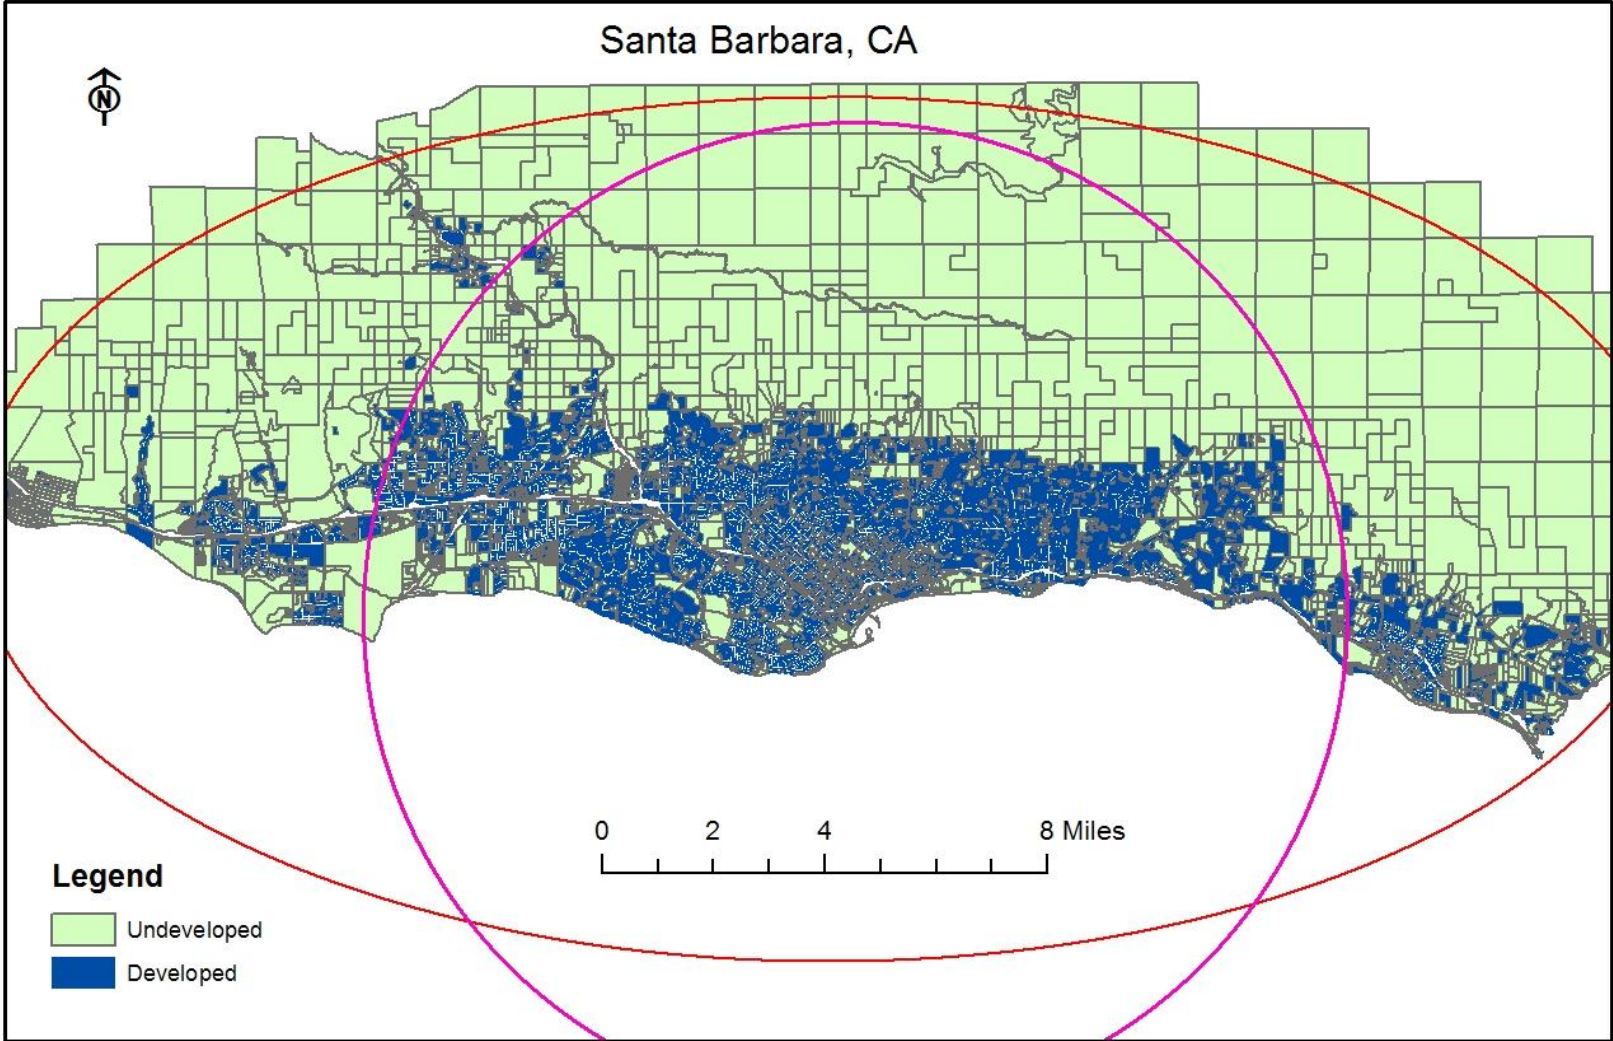 Santa Barbara, CA
N
0 2 4 8 Miles
Legend
Undeveloped
Developed